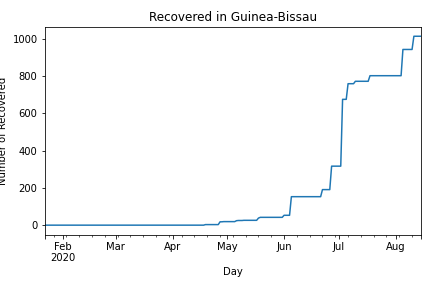 Recovered in Guinea-Bissau
Number of Recovered
1000
800
600
400
200
0
Feb
2020
Mar
Apr
May
Jun
Jul
Aug
Day